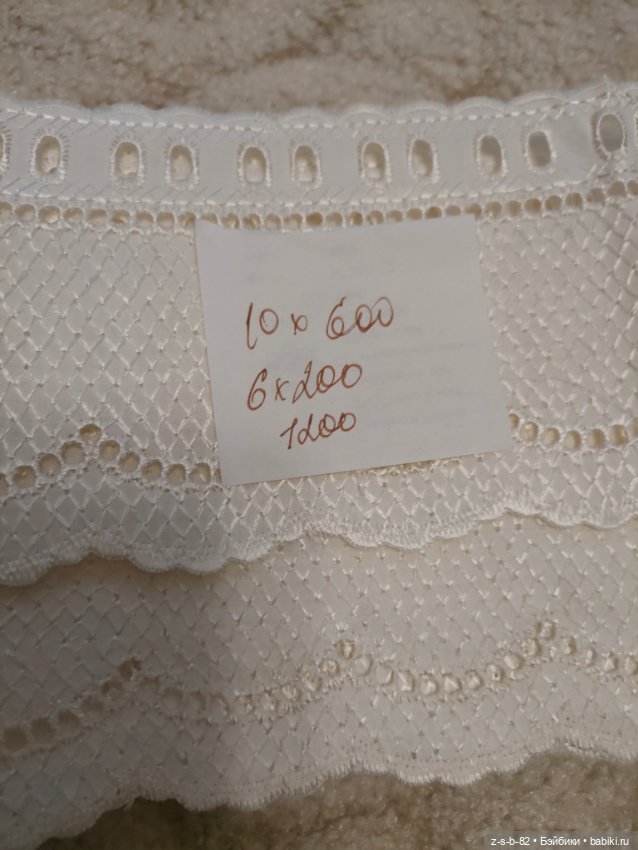 10 x 600
6 x 200
1200
z-s-b-82 • Бэйбики • babiki.ru